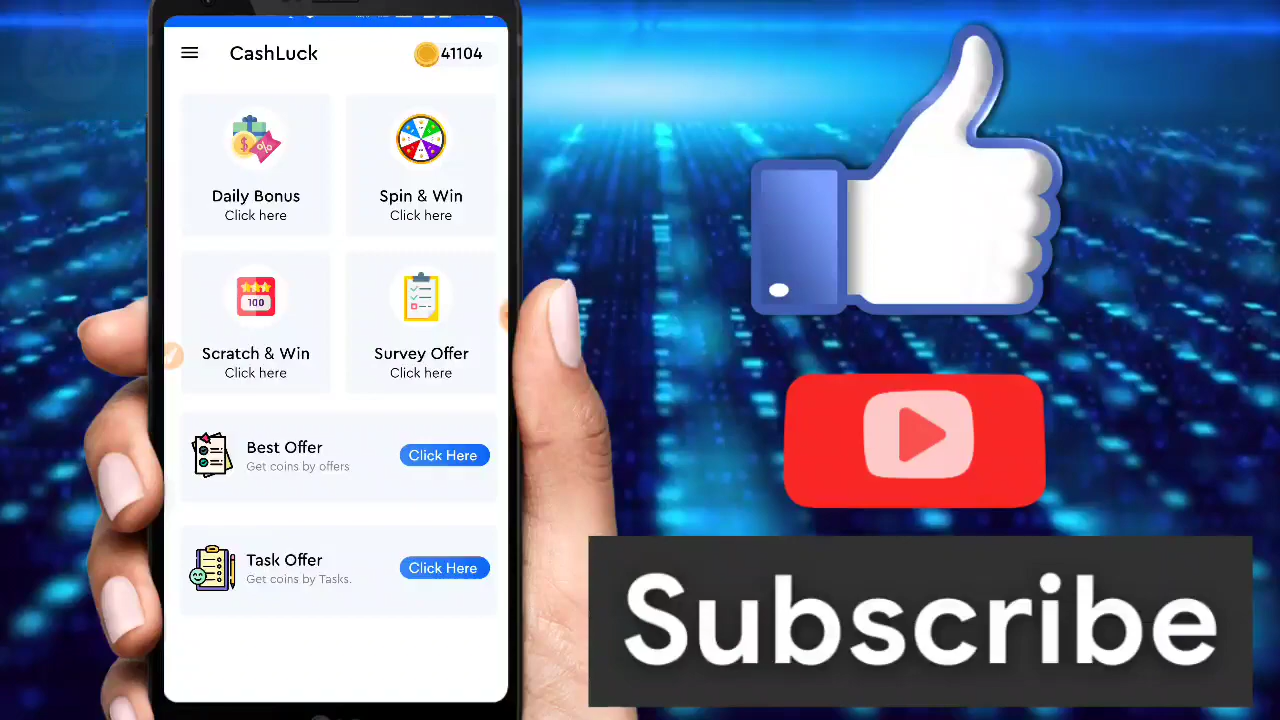 CashLuck
41104
Daily Bonus
Click here
Spin & Win
Click here
Scratch & Win
Click here
100
Survey Offer
Click here
Best Offer
Get coins by offers
Click Here
Task Offer
Get coins by Tasks.
Click Here
Subscribe